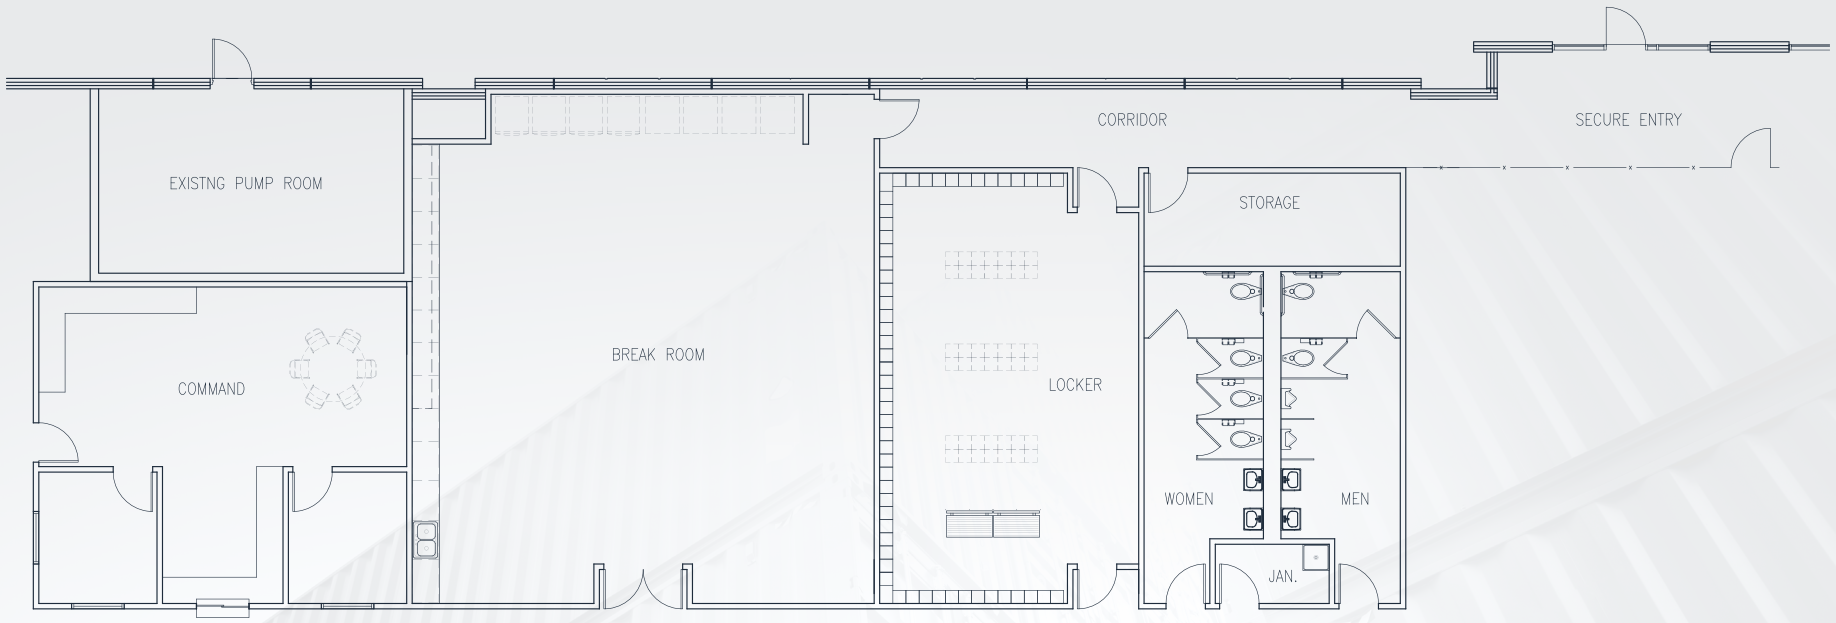 CORRIDOR
SECURE ENTRY
EXISTNG PUMP ROOM
STORAGE
BREAK ROOM
COMMAND
LOCKER
WOMEN
MEN
JAN.